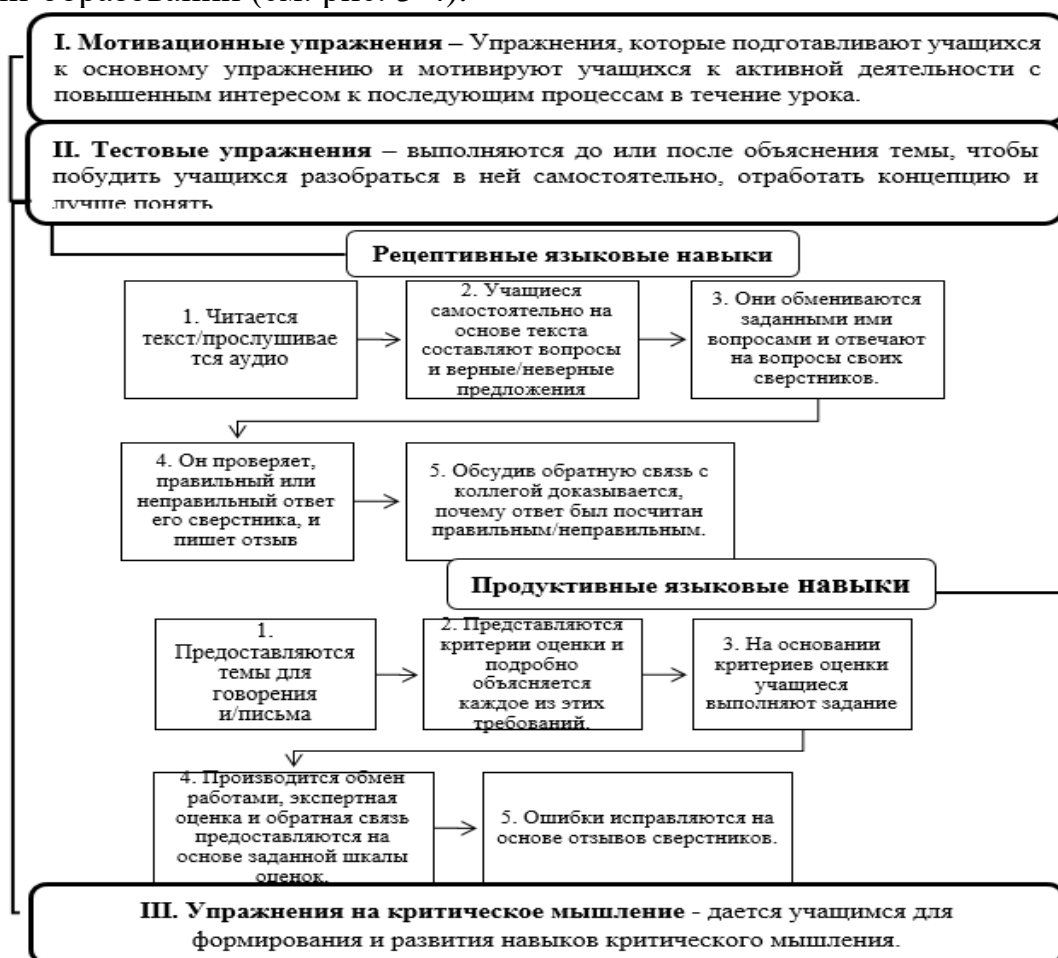 (см. рис. 3-4).
I. Мотивационные упражнения – Упражнения, которые подготавливают учащихся
к основному упражнению и мотивируют учащихся к активной деятельности с
повышенным интересом к последующим процессам в течение урока.
II. Тестовые упражнения – выполняются до или после объяснения темы, чтобы
побудить учащихся разобраться в ней самостоятельно, отработать концепцию и
лучше понять
Рецептивные языковые навыки
1. Читается
текст/прослушивае
тся аудио
2. Учащиеся
самостоятельно на
основе текста
составляют вопросы
и верные/неверные
предложения
3. Они обмениваются
заданными ими
вопросами и отвечают
на вопросы своих
сверстников.
4. Он проверяет,
правильный или
неправильный ответ
его сверстника, и
пишет отзыв
5. Обсудив обратную связь с
коллегой доказывается,
почему ответ был посчитан
правильным/неправильным.
Продуктивные языковые навыки
1.
Предоставляются
темы для
говорения
и/письма
2. Представляются
критерии оценки и
подробно
объясняется
каждое из этих
требований.
3. На основании
критериев оценки
учащиеся
выполняют задание
4. Производится обмен
работами, экспертная
оценка и обратная связь
предоставляются на
основе заданной шкалы
оценок.
5. Ошибки исправляются на
основе отзывов сверстников.
III. Упражнения на критическое мышление - дается учащимся для
формирования и развития навыков критического мышления.